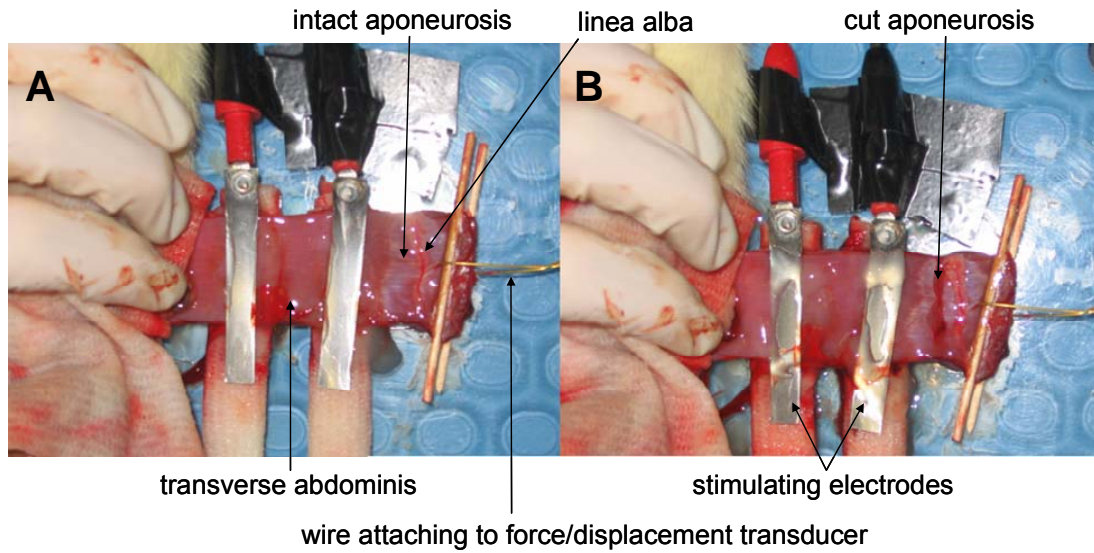 intact aponeurosis
linea alba
cut aponeurosis
A
B
transverse abdominis
stimulating electrodes
wire attaching to force/displacement transducer